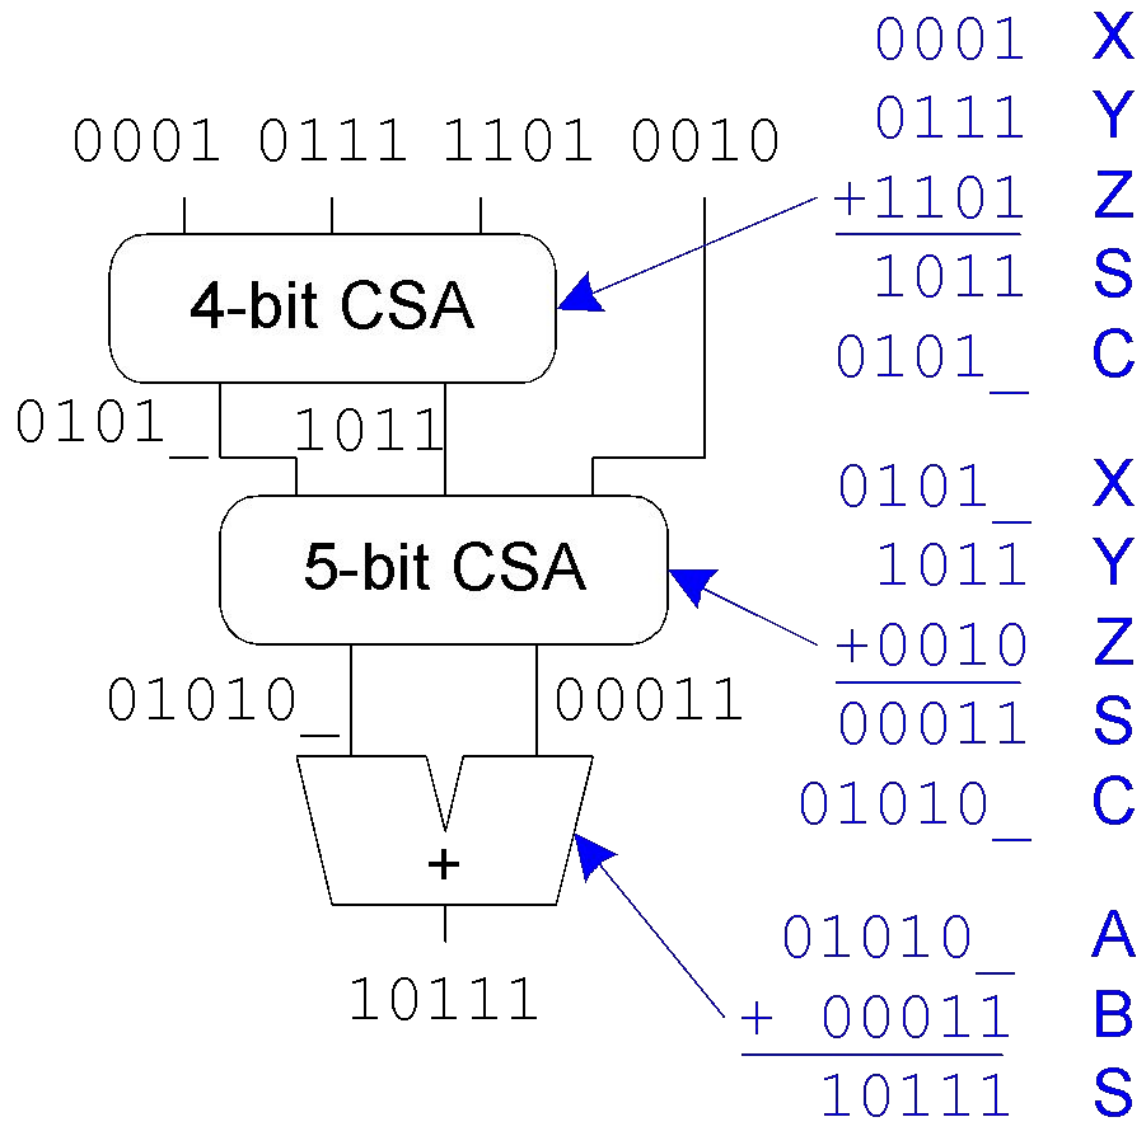 0001 0111 1101 0010
4-bit CSA
0101_ 1011
5-bit CSA
01010_ 00011
+
10111
0001 X
0111 Y
+1101 Z
1011 S
0101_ C
0101_ X
1011 Y
+0010 Z
00011 S
01010_ C
01010_ A
+ 00011 B
10111 S